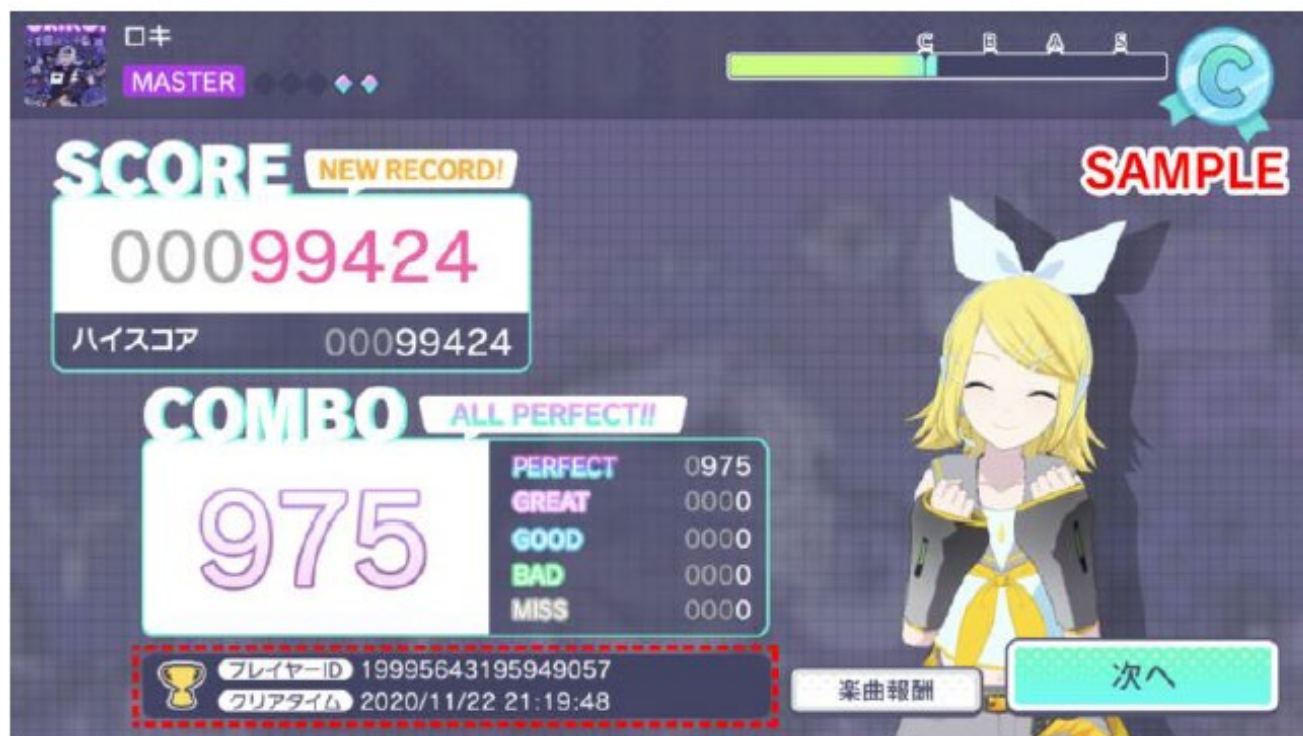 ロキ
MASTER
C B A S
C
SAMPLE
SCORE NEW RECORD!
00099424
ハイスコア 00099424
COMBO ALL PERFECT!!
975
PERFECT 0975
GREAT 0000
GOOD 0000
BAD 0000
MISS 0000
プレイヤーID 19995643195949057
クリアタイム 2020/11/22 21:19:48
楽曲報酬
次へ